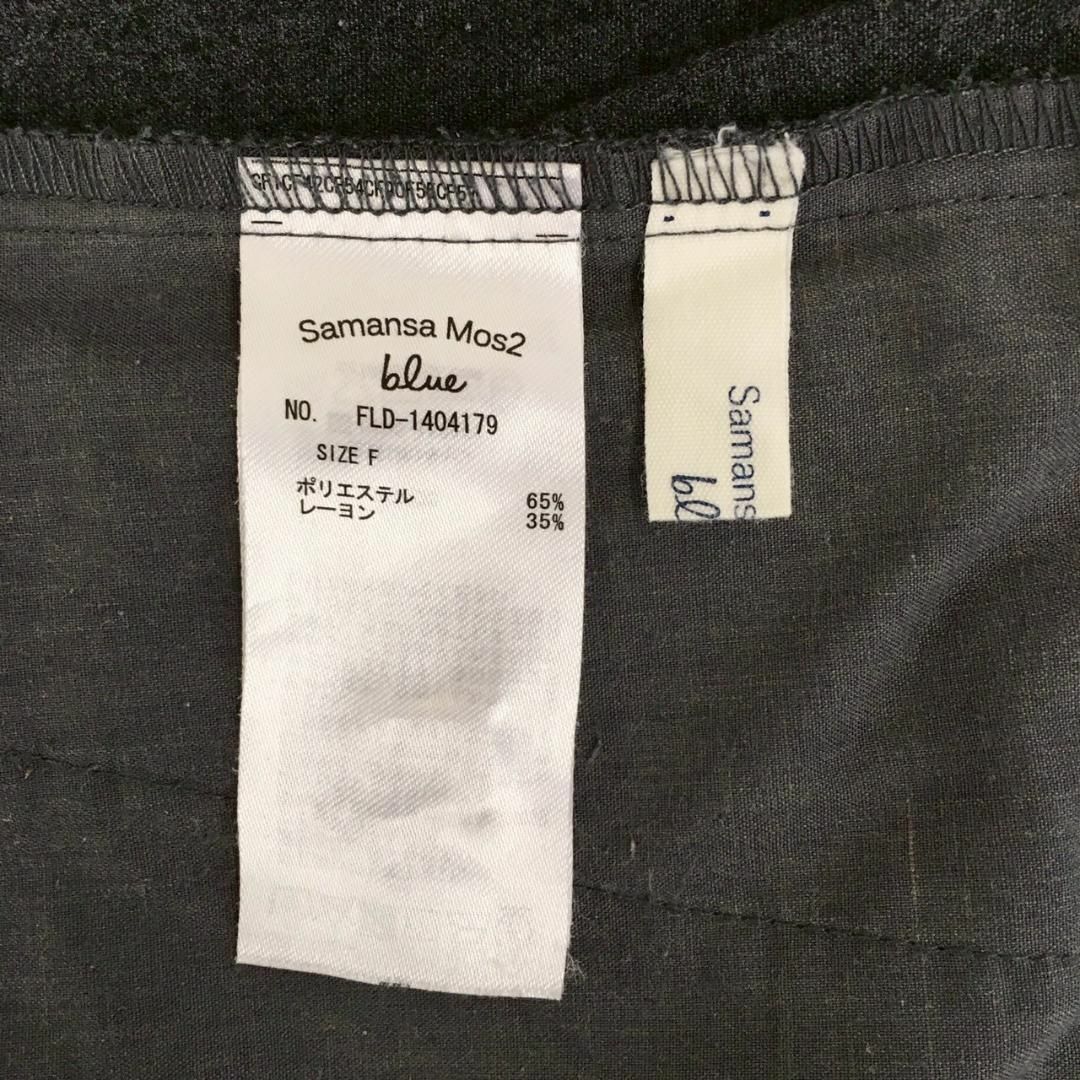 Samansa Mos2
blue
NO. FLD-1404179
SIZE F
ポリエステル 65%
レーヨン 35%
Samans
bl